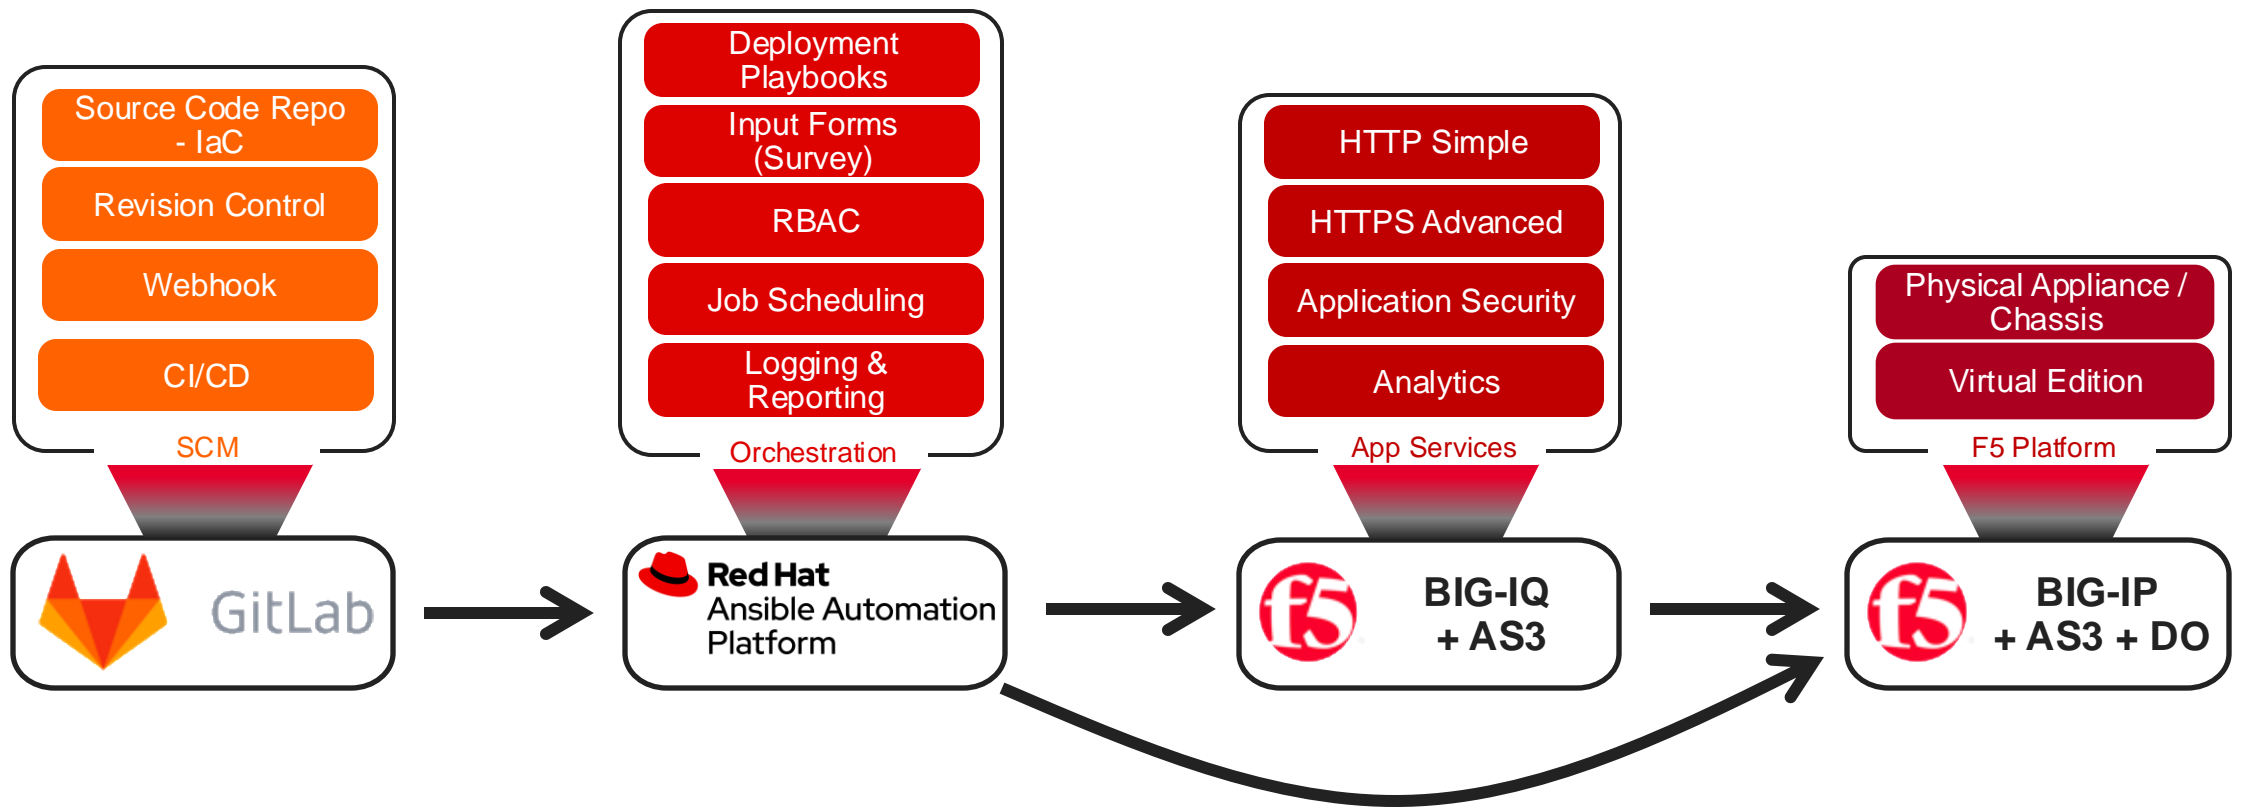 Source Code Repo
- IaC
Revision Control
Webhook
CI/CD
SCM
GitLab
Deployment
Playbooks
Input Forms
(Survey)
RBAC
Job Scheduling
Logging &
Reporting
Orchestration
Red Hat
Ansible Automation
Platform
HTTP Simple
HTTPS Advanced
Application Security
Analytics
App Services
f5
BIG-IQ
+ AS3
Physical Appliance /
Chassis
Virtual Edition
F5 Platform
f5
BIG-IP
+ AS3 + DO